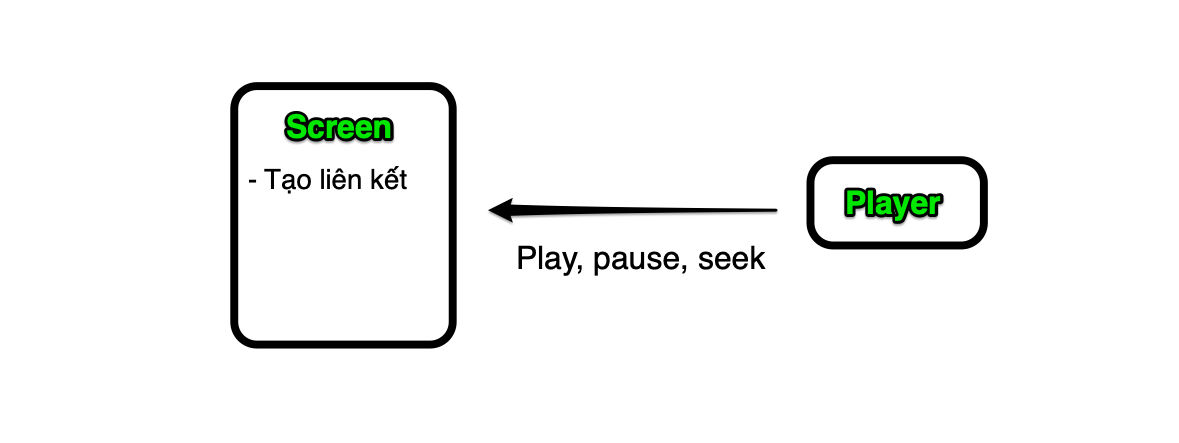 Screen
- Tạo liên kết
Player
Play, pause, seek